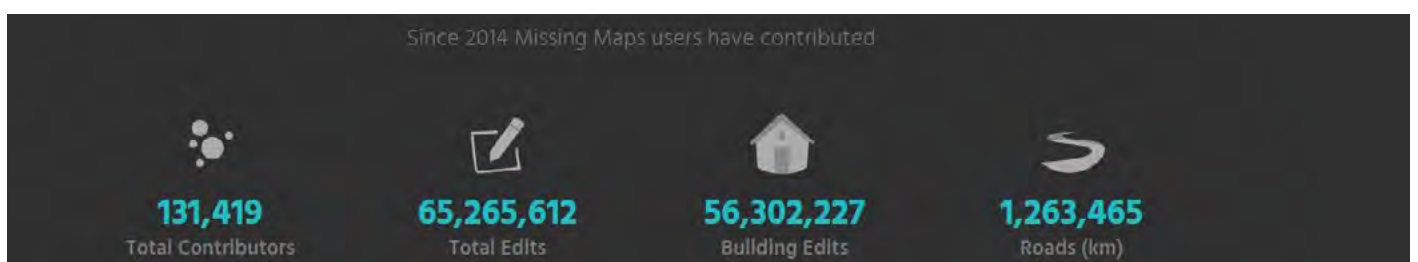 Since 2014 Missing Maps users have contributed
131,419 65,265,612 56,302,227 1,263,465
Total Contributors Total Edits Building Edits Roads (km)